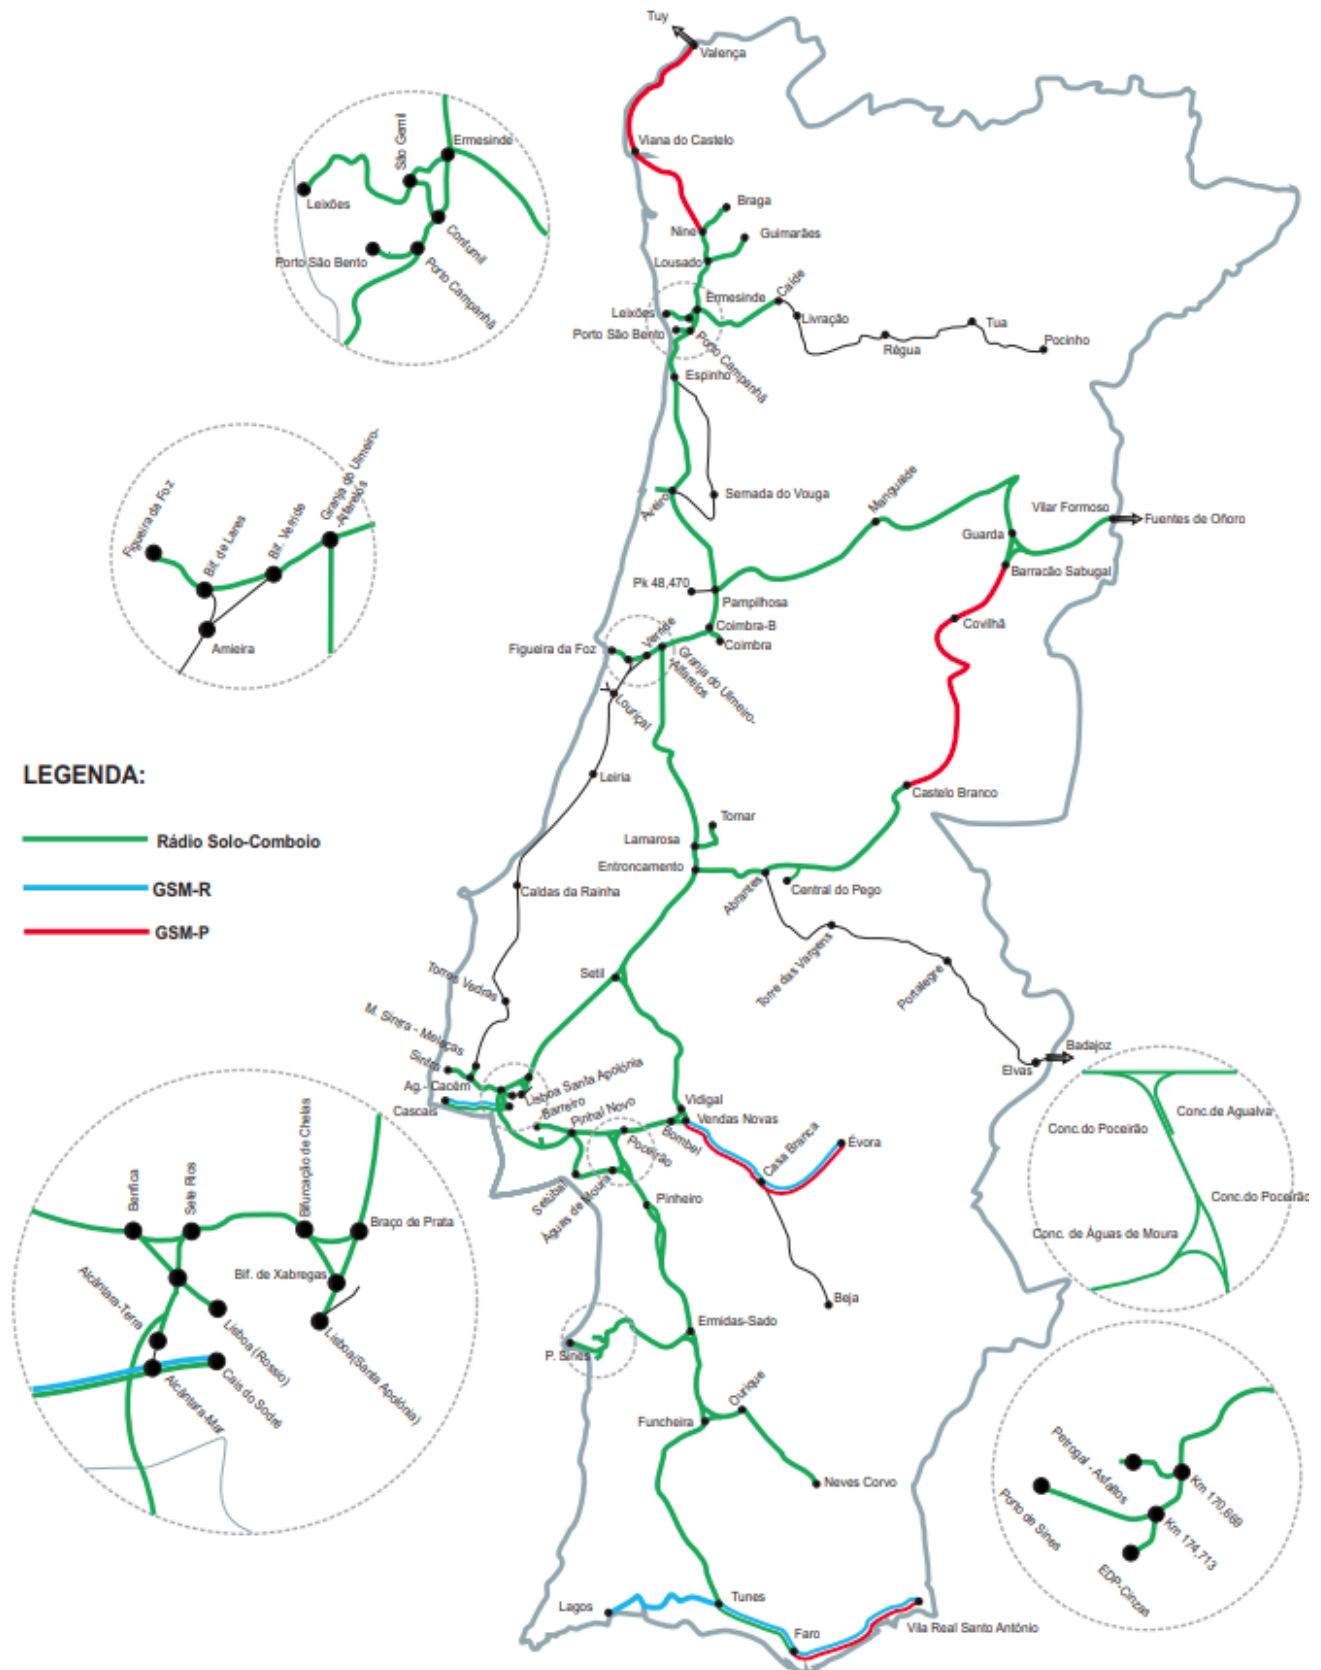 Tuy
Valença
Viana do Castelo
Braga
Nine
Guimarães
Lousado
Ermesinde
Caíde
Leixões
Livração
Porto São Bento
Porto Campanhã
Régua
Tua
Pocinho
Espinho
Aveiro
Sernada do Vouga
Mangualde
Vilar Formoso
Fuentes de Oñoro
Guarda
Barracão Sabugal
Pk 48,470
Pampilhosa
Covilhã
Coimbra-B
Coimbra
Figueira da Foz
Verride
Granja do Ulmeiro-
-Alfarelos
Louriçal
Leiria
Castelo Branco
Tomar
Lamarosa
Entroncamento
Abrantes
Central do Pego
Caldas da Rainha
Torre das Vargens
Portalegre
Setil
Torres Vedras
M. Sintra - Meleças
Sintra
Ag.- Cacém
Cascais
Lisboa Santa Apolónia
Barreiro
Pinhal Novo
Poceirão
Bombel
Vidigal
Vendas Novas
Casa Branca
Évora
Elvas
Badajoz
Setúbal
Águas de Moura
Pinheiro
Beja
Ermidas-Sado
P. Sines
Ourique
Funcheira
Neves Corvo
Lagos
Tunes
Faro
Vila Real Santo António
São Gemil
Ermesinde
Leixões
Contumil
Porto São Bento
Porto Campanhã
Figueira da Foz
Bif. de Lares
Bif. Verride
Granja do Ulmeiro-
-Alfarelos
Amieira
LEGENDA:
Rádio Solo-Comboio
GSM-R
GSM-P
Benfica
Sete Rios
Bifurcação de Chelas
Braço de Prata
Bif. de Xabregas
Alcântara-Terra
Lisboa (Rossio)
Lisboa(Santa Apolónia)
Cais do Sodré
Alcântara-Mar
Conc.de Agualva
Conc.do Poceirão
Conc.do Poceirão
Conc. de Águas de Moura
Petrogal - Asfaltos
Porto de Sines
Km 170,669
Km 174,713
EDP-Cinzas